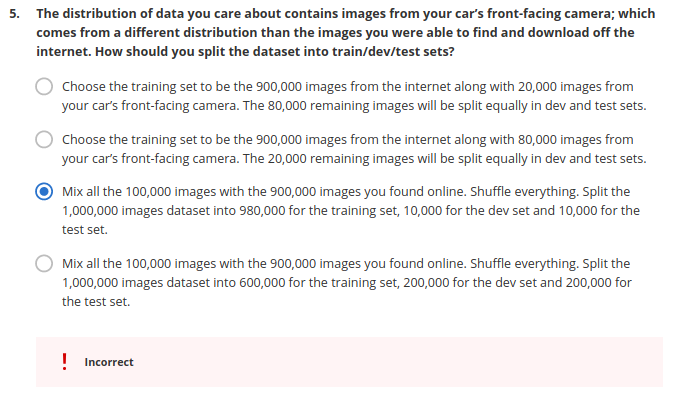 5. The distribution of data you care about contains images from your car's front-facing camera; which
comes from a different distribution than the images you were able to find and download off the
internet. How should you split the dataset into train/dev/test sets?
Choose the training set to be the 900,000 images from the internet along with 20,000 images from
your car's front-facing camera. The 80,000 remaining images will be split equally in dev and test sets.
Choose the training set to be the 900,000 images from the internet along with 80,000 images from
your car's front-facing camera. The 20,000 remaining images will be split equally in dev and test sets.
Mix all the 100,000 images with the 900,000 images you found online. Shuffle everything. Split the
1,000,000 images dataset into 980,000 for the training set, 10,000 for the dev set and 10,000 for the
test set.
Mix all the 100,000 images with the 900,000 images you found online. Shuffle everything. Split the
1,000,000 images dataset into 600,000 for the training set, 200,000 for the dev set and 200,000 for
the test set.
! Incorrect